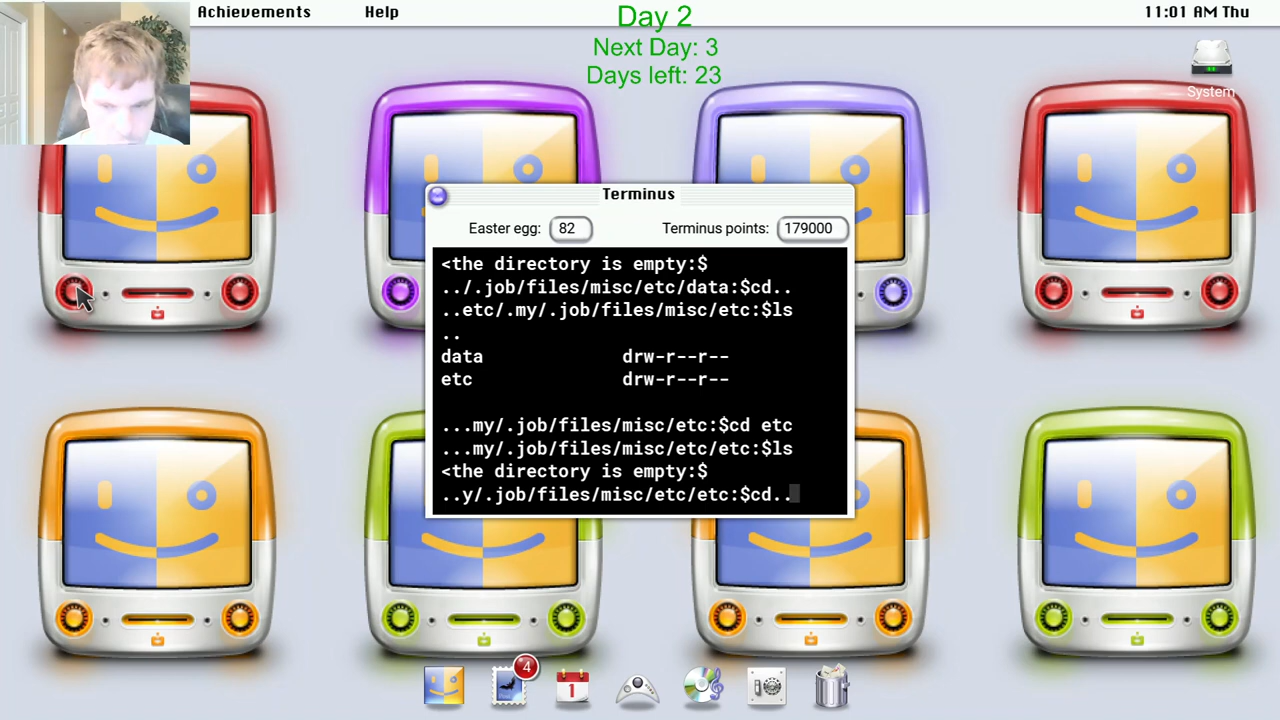 Achievements
Help
Day 2
Next Day: 3
Days left: 23
11:01 AM Thu
System
Terminus
Easter egg: 82
Terminus points: 179000
<the directory is empty:$
../.job/files/misc/etc/data:$cd..
..etc/.my/.job/files/misc/etc:$ls
..
data drw-r--r--
etc drw-r--r--
...my/.job/files/misc/etc:$cd etc
...my/.job/files/misc/etc/etc:$ls
<the directory is empty:$
..y/.job/files/misc/etc/etc:$cd..
4
1